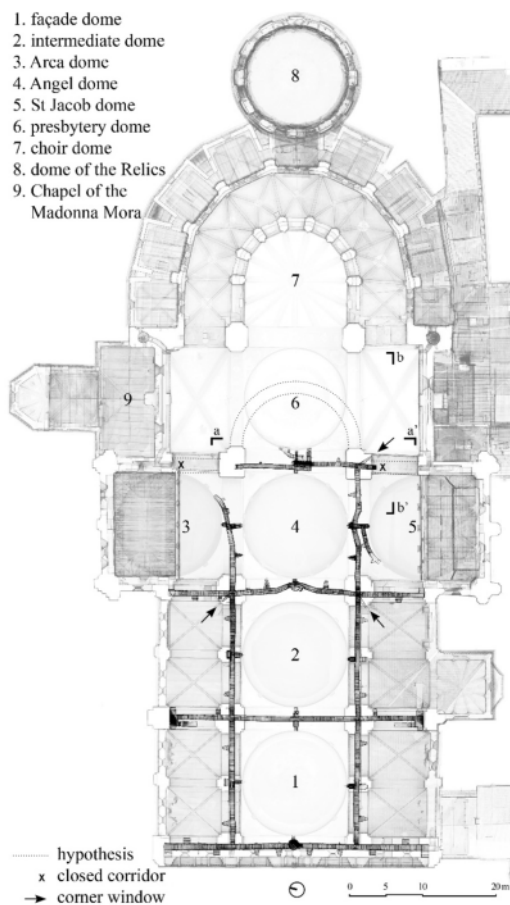 1. façade dome
2. intermediate dome
3. Arca dome
4. Angel dome
5. St Jacob dome
6. presbytery dome
7. choir dome
8. dome of the Relics
9. Chapel of the
Madonna Mora
8
7
b
9
6
a
a'
x
x
b'
3
4
5
2
1
hypothesis
x closed corridor
corner window
0 5 10 20m